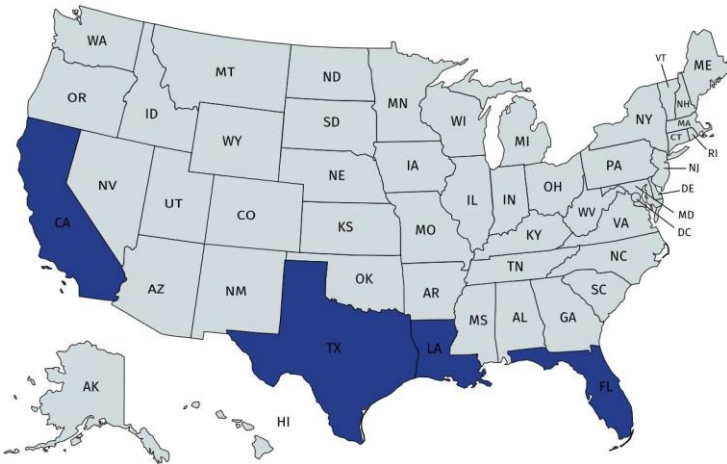 WA
MT
ND
MN
VT
ME
OR
ID
SD
WI
NY
NH
MA
WY
MI
CT
RI
NE
IA
PA
NJ
NV
OH
DE
UT
IL
IN
CA
CO
WV
MD
KS
MO
KY
VA
DC
NC
TN
AZ
OK
NM
AR
SC
MS
AL
GA
TX
LA
FL
AK
HI